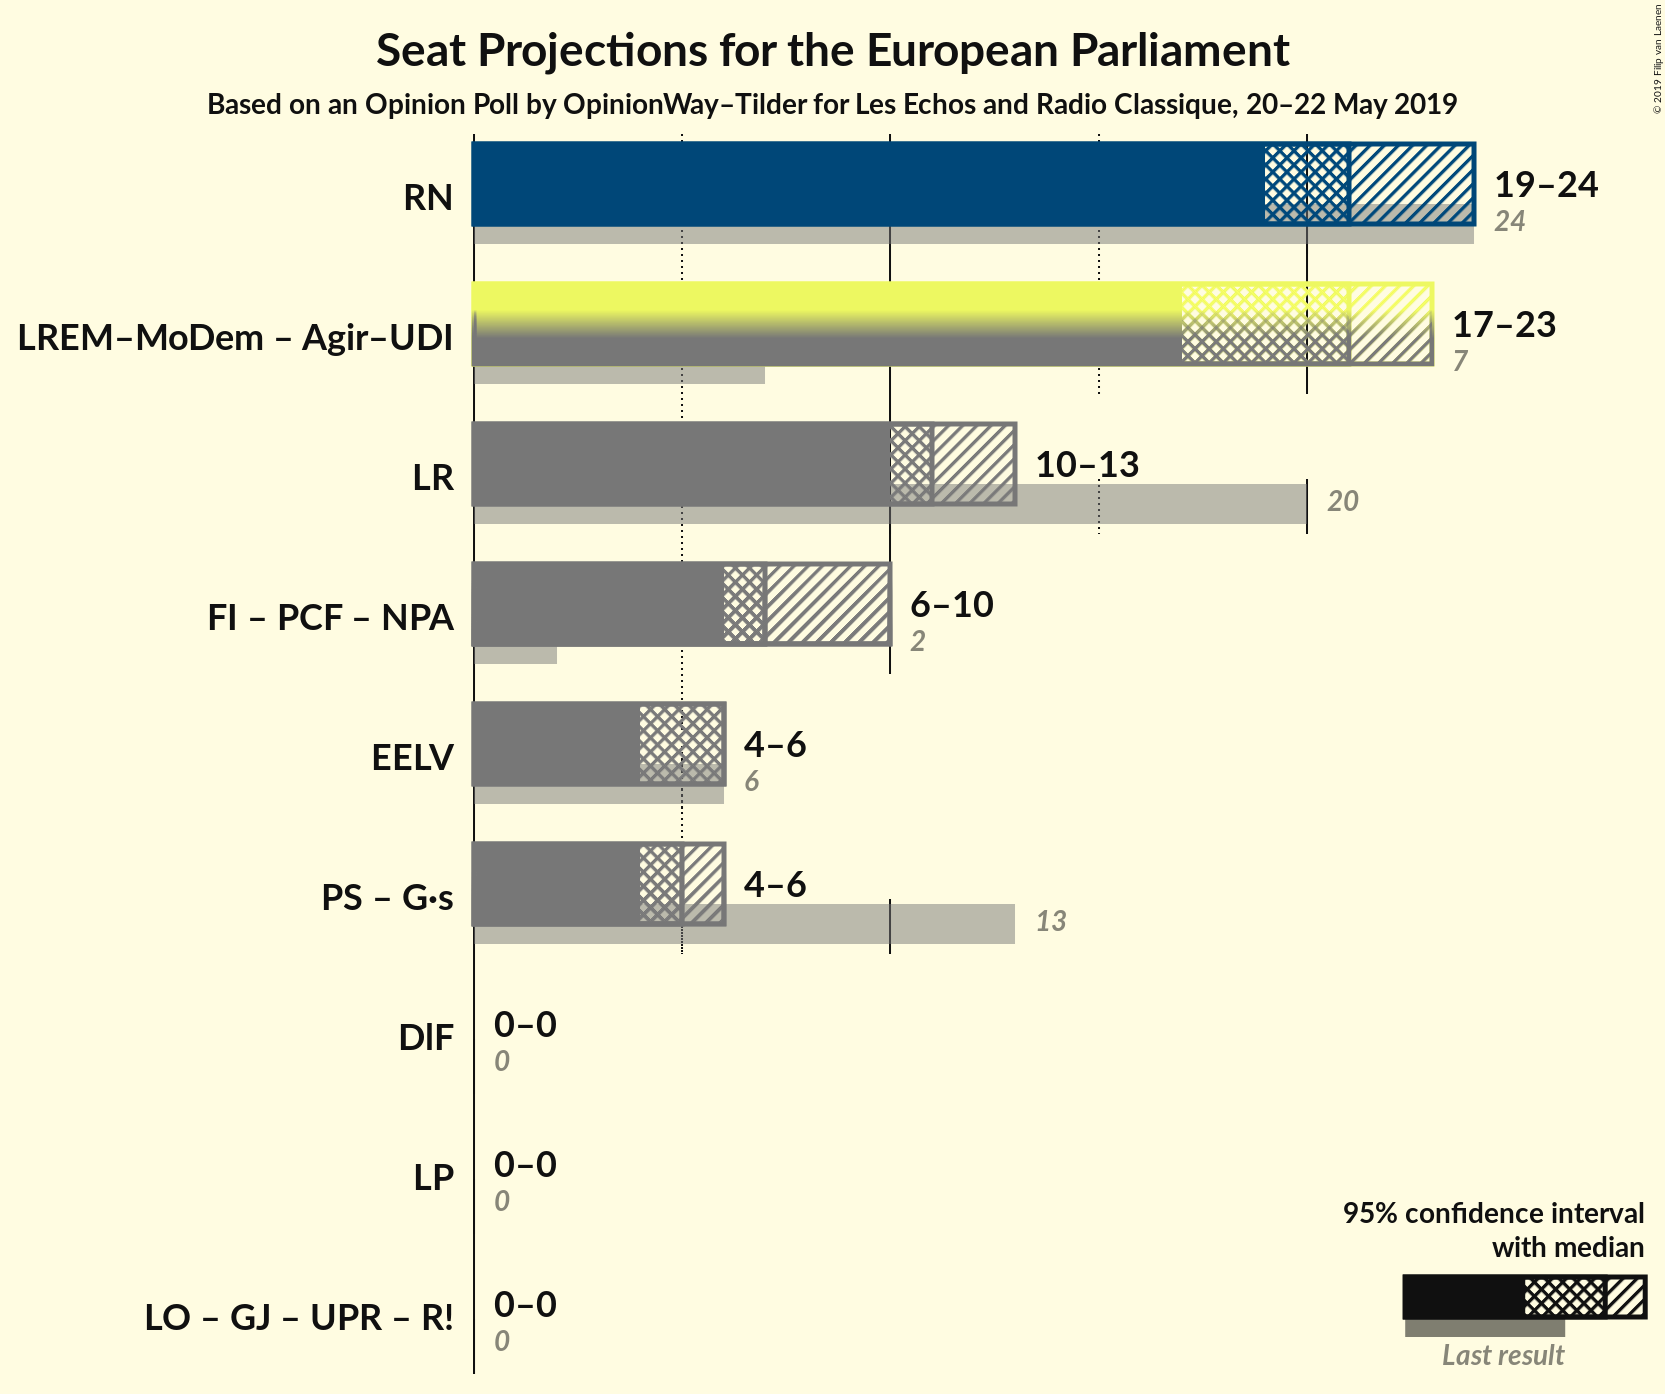 Seat Projections for the European Parliament
Based on an Opinion Poll by OpinionWay–Tilder for Les Echos and Radio Classique, 20–22 May 2019
© 2019 Filip van Laenen
RN
19–24
24
LREM–MoDem – Agir–UDI
17–23
7
LR
10–13
20
FI – PCF – NPA
6–10
2
EELV
4–6
6
PS – G·s
4–6
13
DlF
0–0
0
LP
0–0
0
LO – GJ – UPR – R!
0–0
0
95% confidence interval
with median
Last result